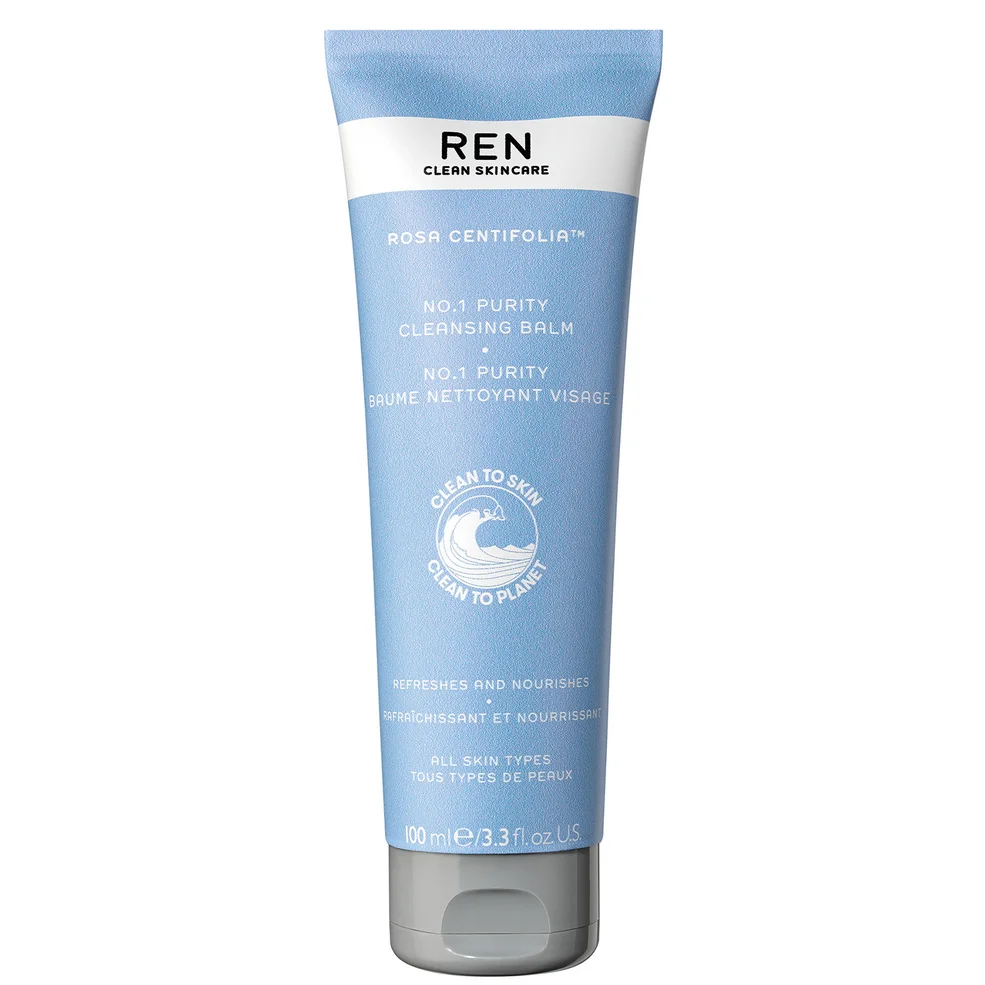 REN
CLEAN SKINCARE
ROSA CENTIFOLIA™
NO.1 PURITY
CLEANSING BALM
•
NO.1 PURITY
BAUME NETTOYANT VISAGE
CLEAN TO SKIN
CLEAN TO PLANET
REFRESHES AND NOURISHES
•
RAFRAÎCHISSANT ET NOURRISSANT
ALL SKIN TYPES
TOUS TYPES DE PEAUX
100 ml ℮/3.3 fl. oz. U.S.